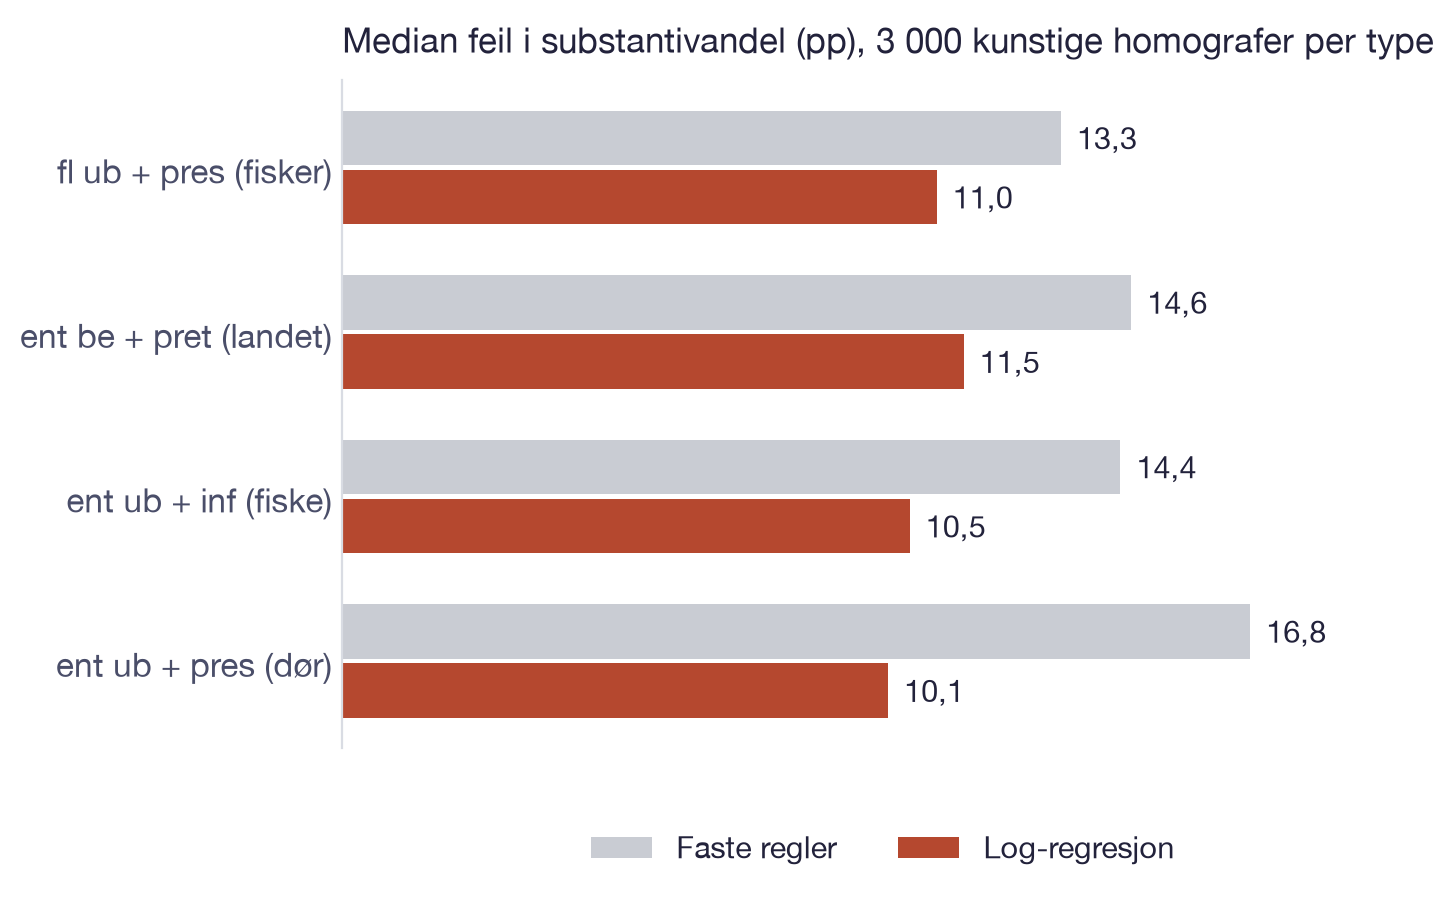 Median feil i substantivandel (pp), 3 000 kunstige homografer per type
fl ub + pres (fisker)
13,3
11,0
ent be + pret (landet)
14,6
11,5
ent ub + inf (fiske)
14,4
10,5
ent ub + pres (dør)
16,8
10,1
Faste regler
Log-regresjon